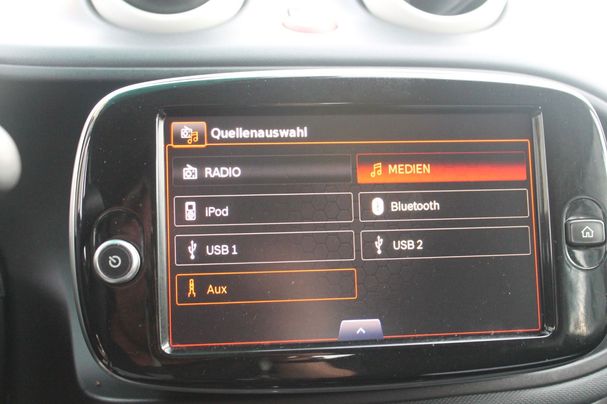 Quellenauswahl
RADIO
MEDIEN
iPod
Bluetooth
USB 1
USB 2
Aux